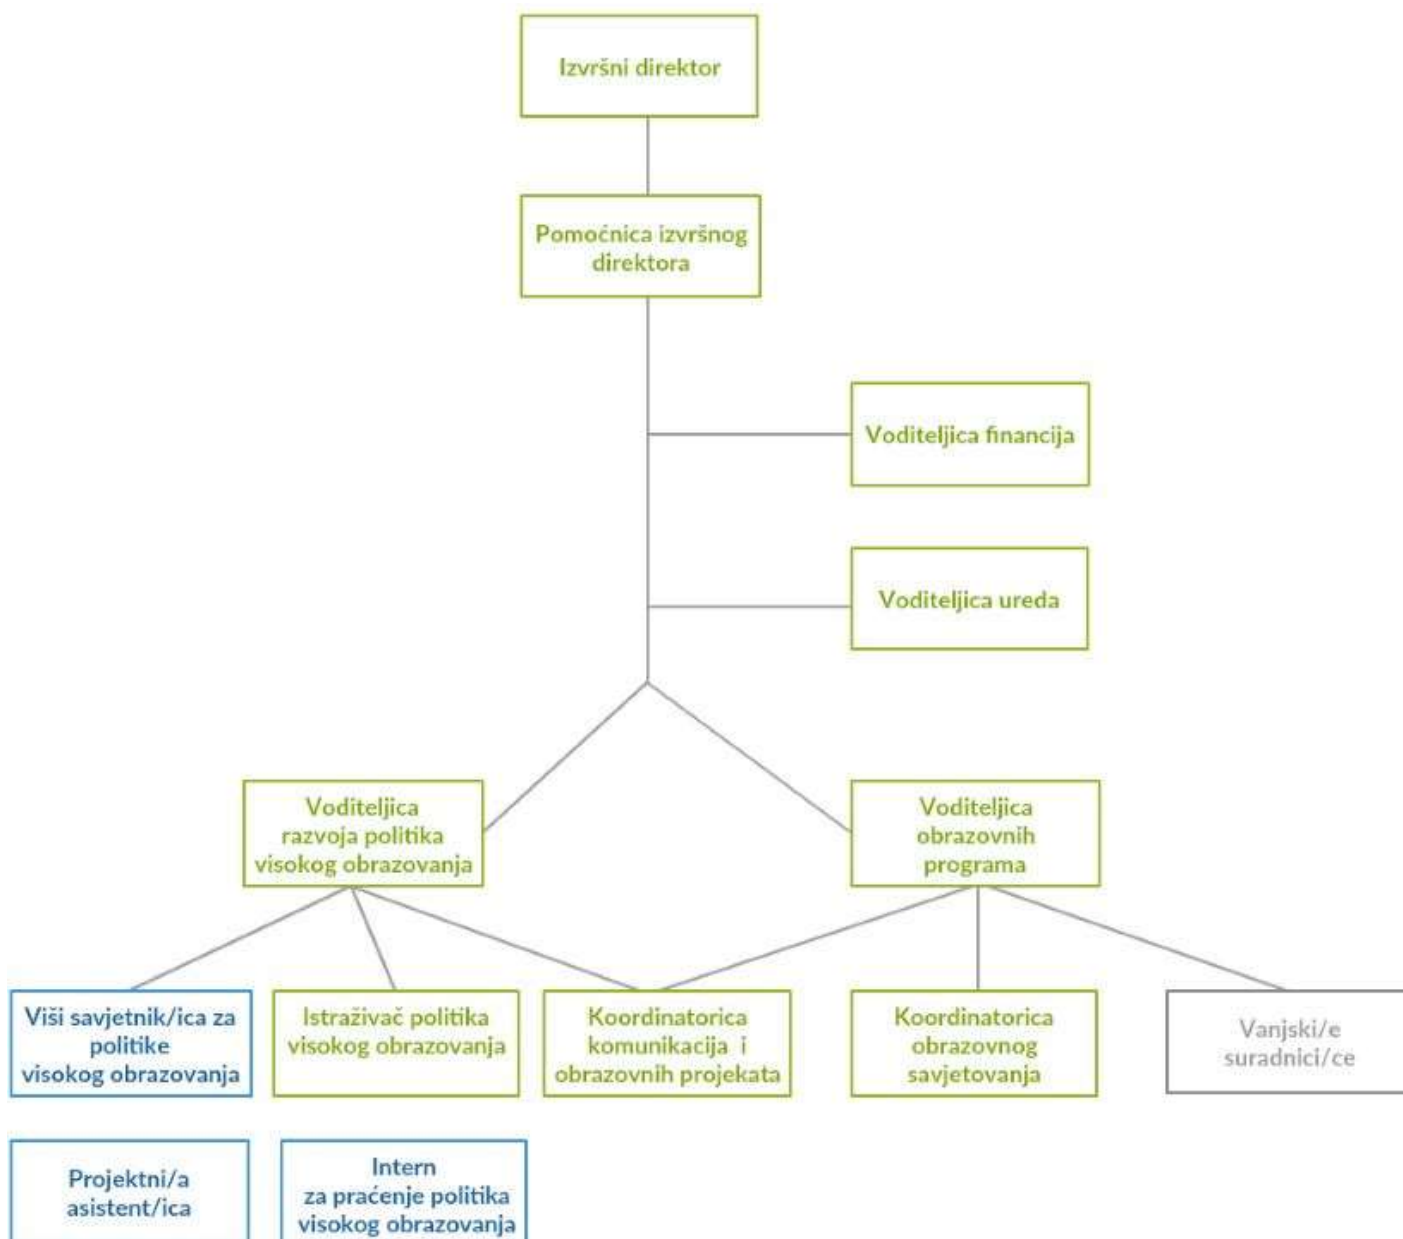 Izvršni direktor
Pomoćnica izvršnog
direktora
Voditeljica financija
Voditeljica ureda
Voditeljica
razvoja politika
visokog obrazovanja
Voditeljica
obrazovnih
programa
Viši savjetnik/ica za
politike
visokog obrazovanja
Istraživač politika
visokog obrazovanja
Koordinatorica
komunikacija i
obrazovnih projekata
Koordinatorica
obrazovnog
savjetovanja
Vanjski/e
suradnici/ce
Projektni/a
asistent/ica
Intern
za praćenje politika
visokog obrazovanja